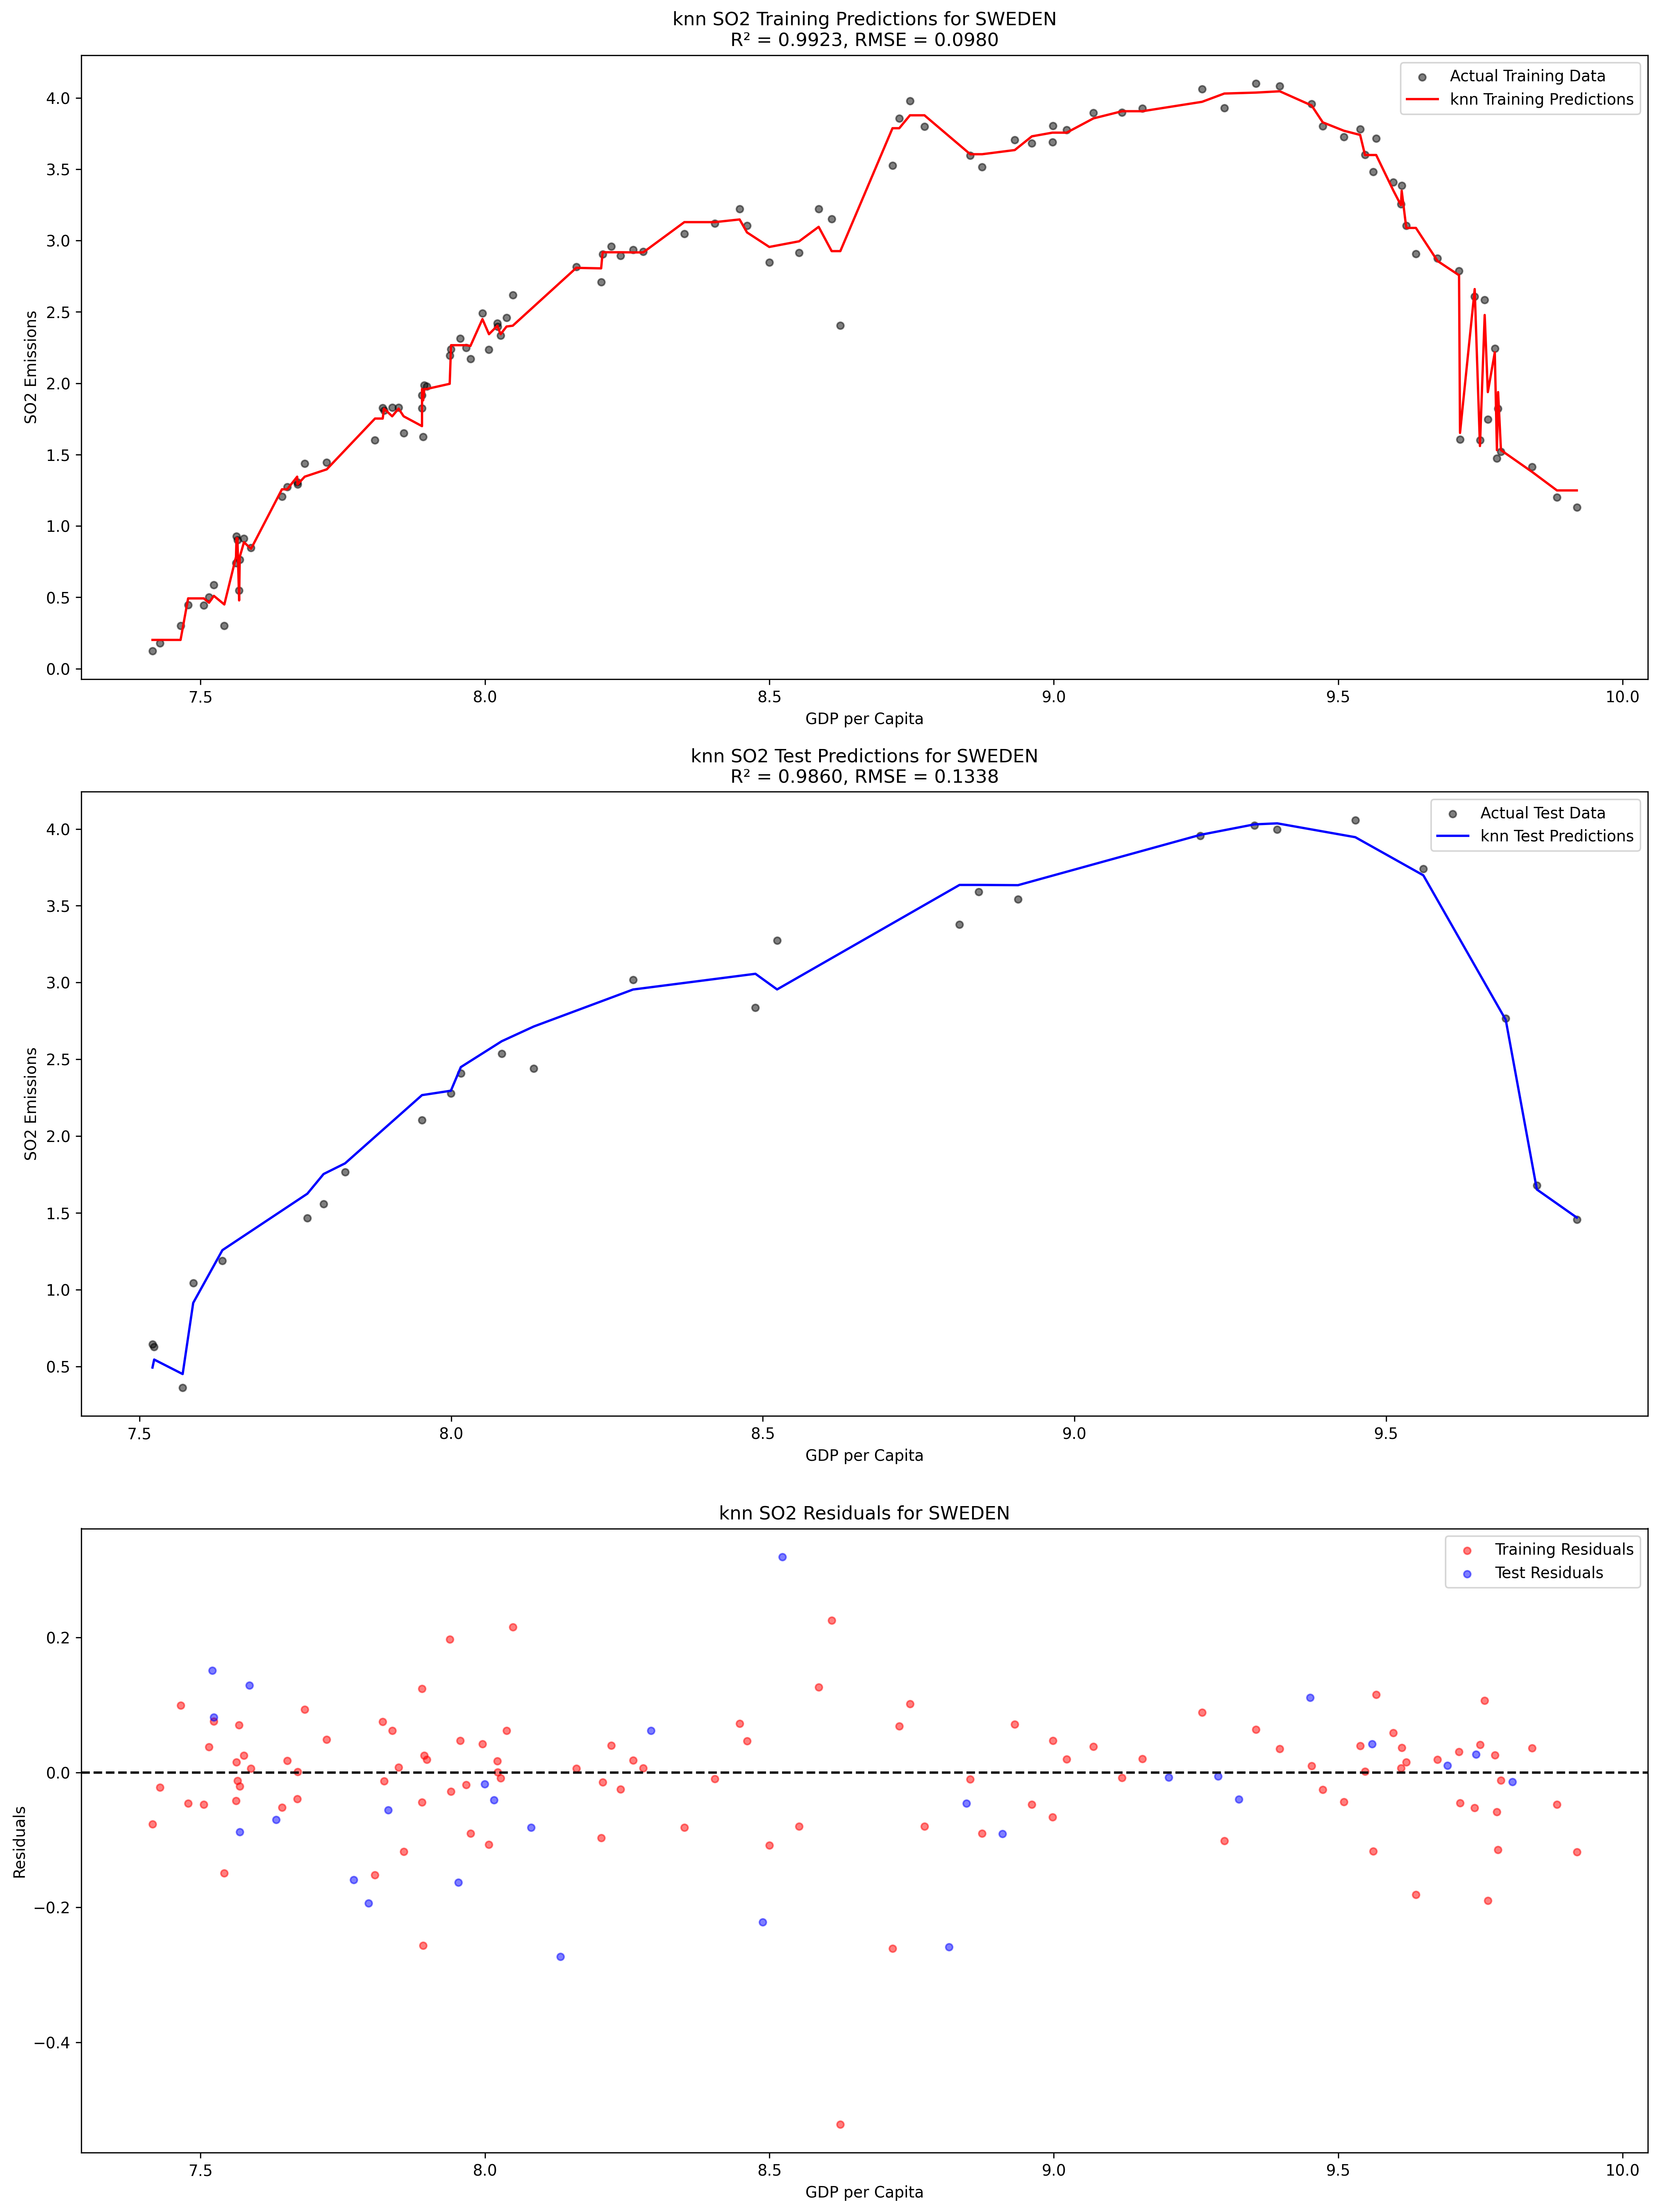 knn SO2 Training Predictions for SWEDEN
R² = 0.9923, RMSE = 0.0980
Actual Training Data
knn Training Predictions
SO2 Emissions
4.0
3.5
3.0
2.5
2.0
1.5
1.0
0.5
0.0
7.5 8.0 8.5 9.0 9.5 10.0
GDP per Capita
knn SO2 Test Predictions for SWEDEN
R² = 0.9860, RMSE = 0.1338
Actual Test Data
knn Test Predictions
SO2 Emissions
4.0
3.5
3.0
2.5
2.0
1.5
1.0
0.5
7.5 8.0 8.5 9.0 9.5
GDP per Capita
knn SO2 Residuals for SWEDEN
Training Residuals
Test Residuals
Residuals
0.2
0.0
−0.2
−0.4
7.5 8.0 8.5 9.0 9.5 10.0
GDP per Capita